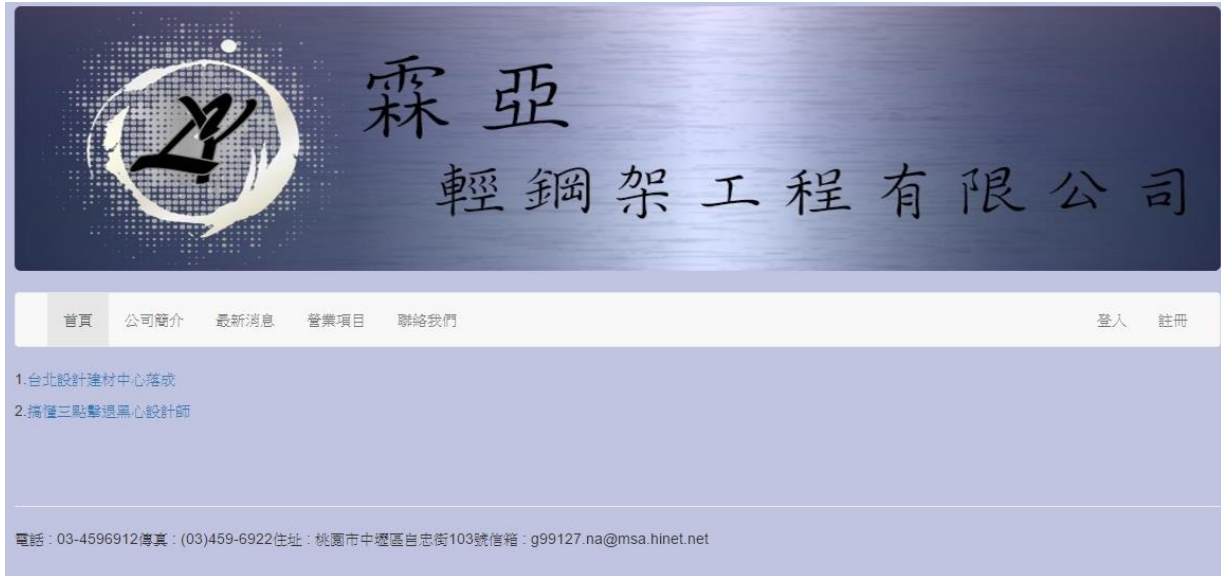 霖亞
輕鋼架工程有限公司
首頁 公司簡介 最新消息 營業項目 聯絡我們 登入 註冊
1.台北設計建材中心落成
2.搞懂三點擊退黑心設計師
電話 : 03-4596912傳真 : (03)459-6922住址 : 桃園市中壢區自忠街103號信箱 : g99127.na@msa.hinet.net